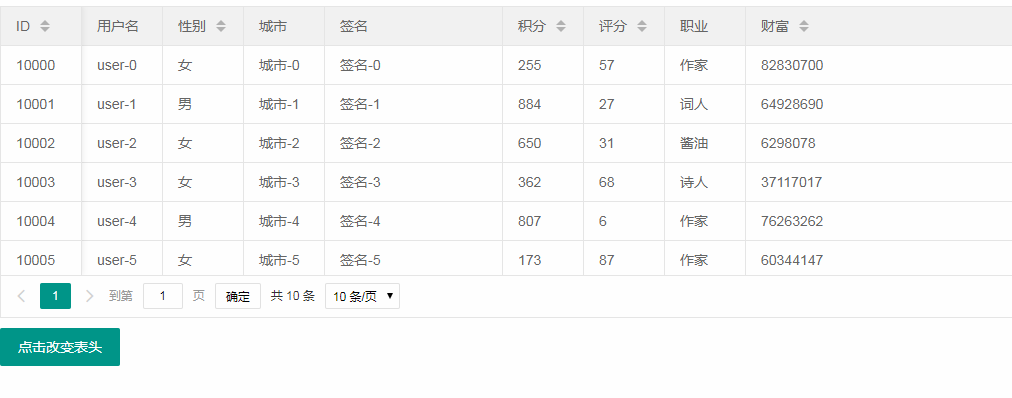 ID 用户名 性别 城市 签名 积分 评分 职业 财富
10000 user-0 女 城市-0 签名-0 255 57 作家 82830700
10001 user-1 男 城市-1 签名-1 884 27 词人 64928690
10002 user-2 女 城市-2 签名-2 650 31 酱油 6298078
10003 user-3 女 城市-3 签名-3 362 68 诗人 37117017
10004 user-4 男 城市-4 签名-4 807 6 作家 76263262
10005 user-5 女 城市-5 签名-5 173 87 作家 60344147
1 到第 1 页 确定 共 10 条 10 条/页
点击改变表头